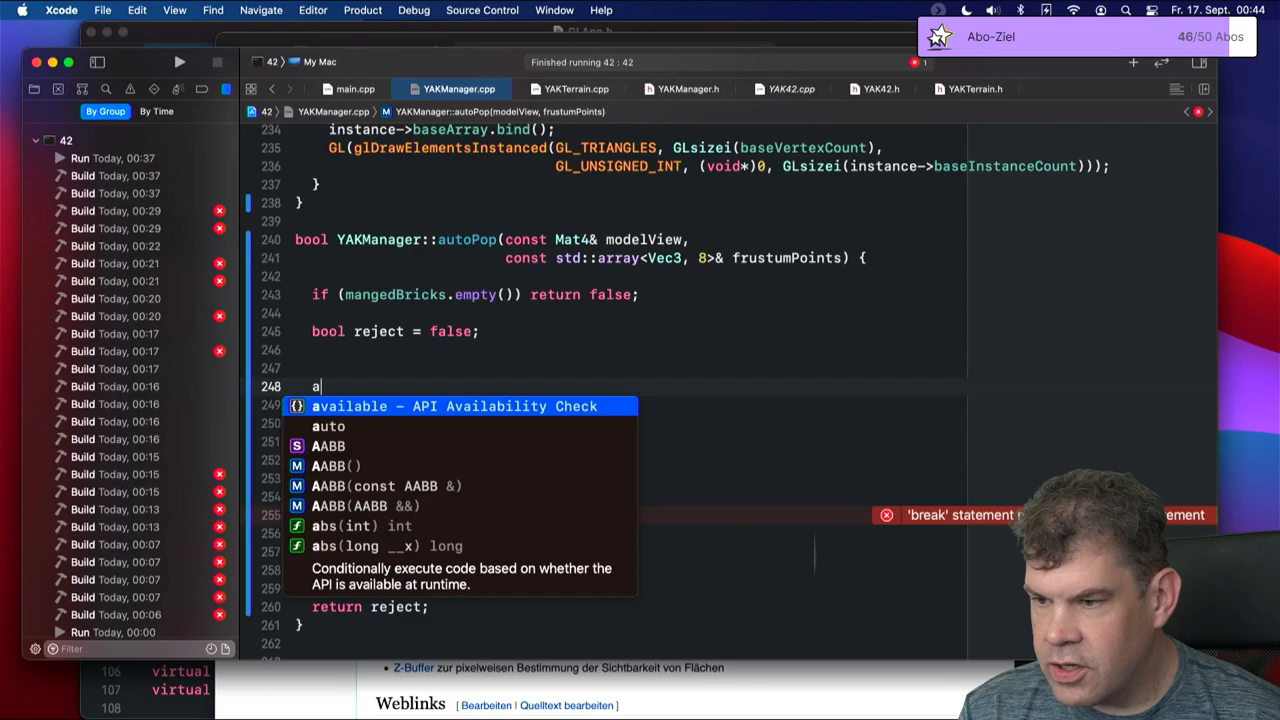 Xcode File Edit View Find Navigate Editor Product Debug Source Control Window Help Fr. 17. Sept. 00:44
Abo-Ziel 46/50 Abos
42 My Mac Finished running 42 : 42 1
main.cpp YAKManager.cpp YAKTerrain.cpp YAKManager.h YAK42.cpp YAK42.h YAKTerrain.h
By Group By Time
42 YAKManager.cpp M YAKManager::autoPop(modelView, frustumPoints)
42
Run Today, 00:37
Build Today, 00:37
Build Today, 00:37
Build Today, 00:29
Build Today, 00:29
Build Today, 00:22
Build Today, 00:21
Build Today, 00:21
Build Today, 00:20
Build Today, 00:20
Build Today, 00:17
Build Today, 00:17
Build Today, 00:17
Build Today, 00:16
Build Today, 00:16
Build Today, 00:16
Build Today, 00:16
Build Today, 00:15
Build Today, 00:15
Build Today, 00:15
Build Today, 00:13
Build Today, 00:13
Build Today, 00:07
Build Today, 00:07
Build Today, 00:07
Build Today, 00:07
Build Today, 00:06
Run Today, 00:00
Filter
234 instance->baseArray.bind();
235 GL(glDrawElementsInstanced(GL_TRIANGLES, GLsizei(baseVertexCount),
236 GL_UNSIGNED_INT, (void*)0, GLsizei(instance->baseInstanceCount)));
237 }
238 }
239
240 bool YAKManager::autoPop(const Mat4& modelView,
241 const std::array<Vec3, 8>& frustumPoints) {
242
243 if (mangedBricks.empty()) return false;
244
245 bool reject = false;
246
247
248 a
249 {} available – API Availability Check
250 auto
251 S AABB
252 M AABB()
253 M AABB(const AABB &)
254 M AABB(AABB &&)
255 'break' statement
256 f abs(int) int
257 f abs(long __x) long
258 Conditionally execute code based on whether the
259 API is available at runtime.
260 return reject;
261 }
262
106 virtual
107 virtual
108
• Z-Buffer zur pixelweisen Bestimmung der Sichtbarkeit von Flächen
Weblinks [ Bearbeiten | Quelltext bearbeiten ]